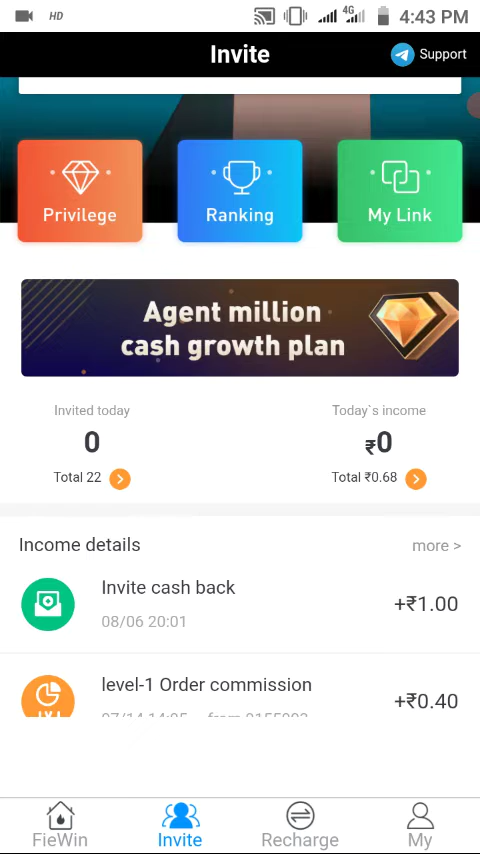 HD 4G 4:43 PM
Invite
Support
Privilege
Ranking
My Link
Agent million
cash growth plan
Invited today
Today`s income
0
₹0
Total 22
Total ₹0.68
Income details
more >
Invite cash back
+₹1.00
08/06 20:01
level-1 Order commission
+₹0.40
FieWin
Invite
Recharge
My